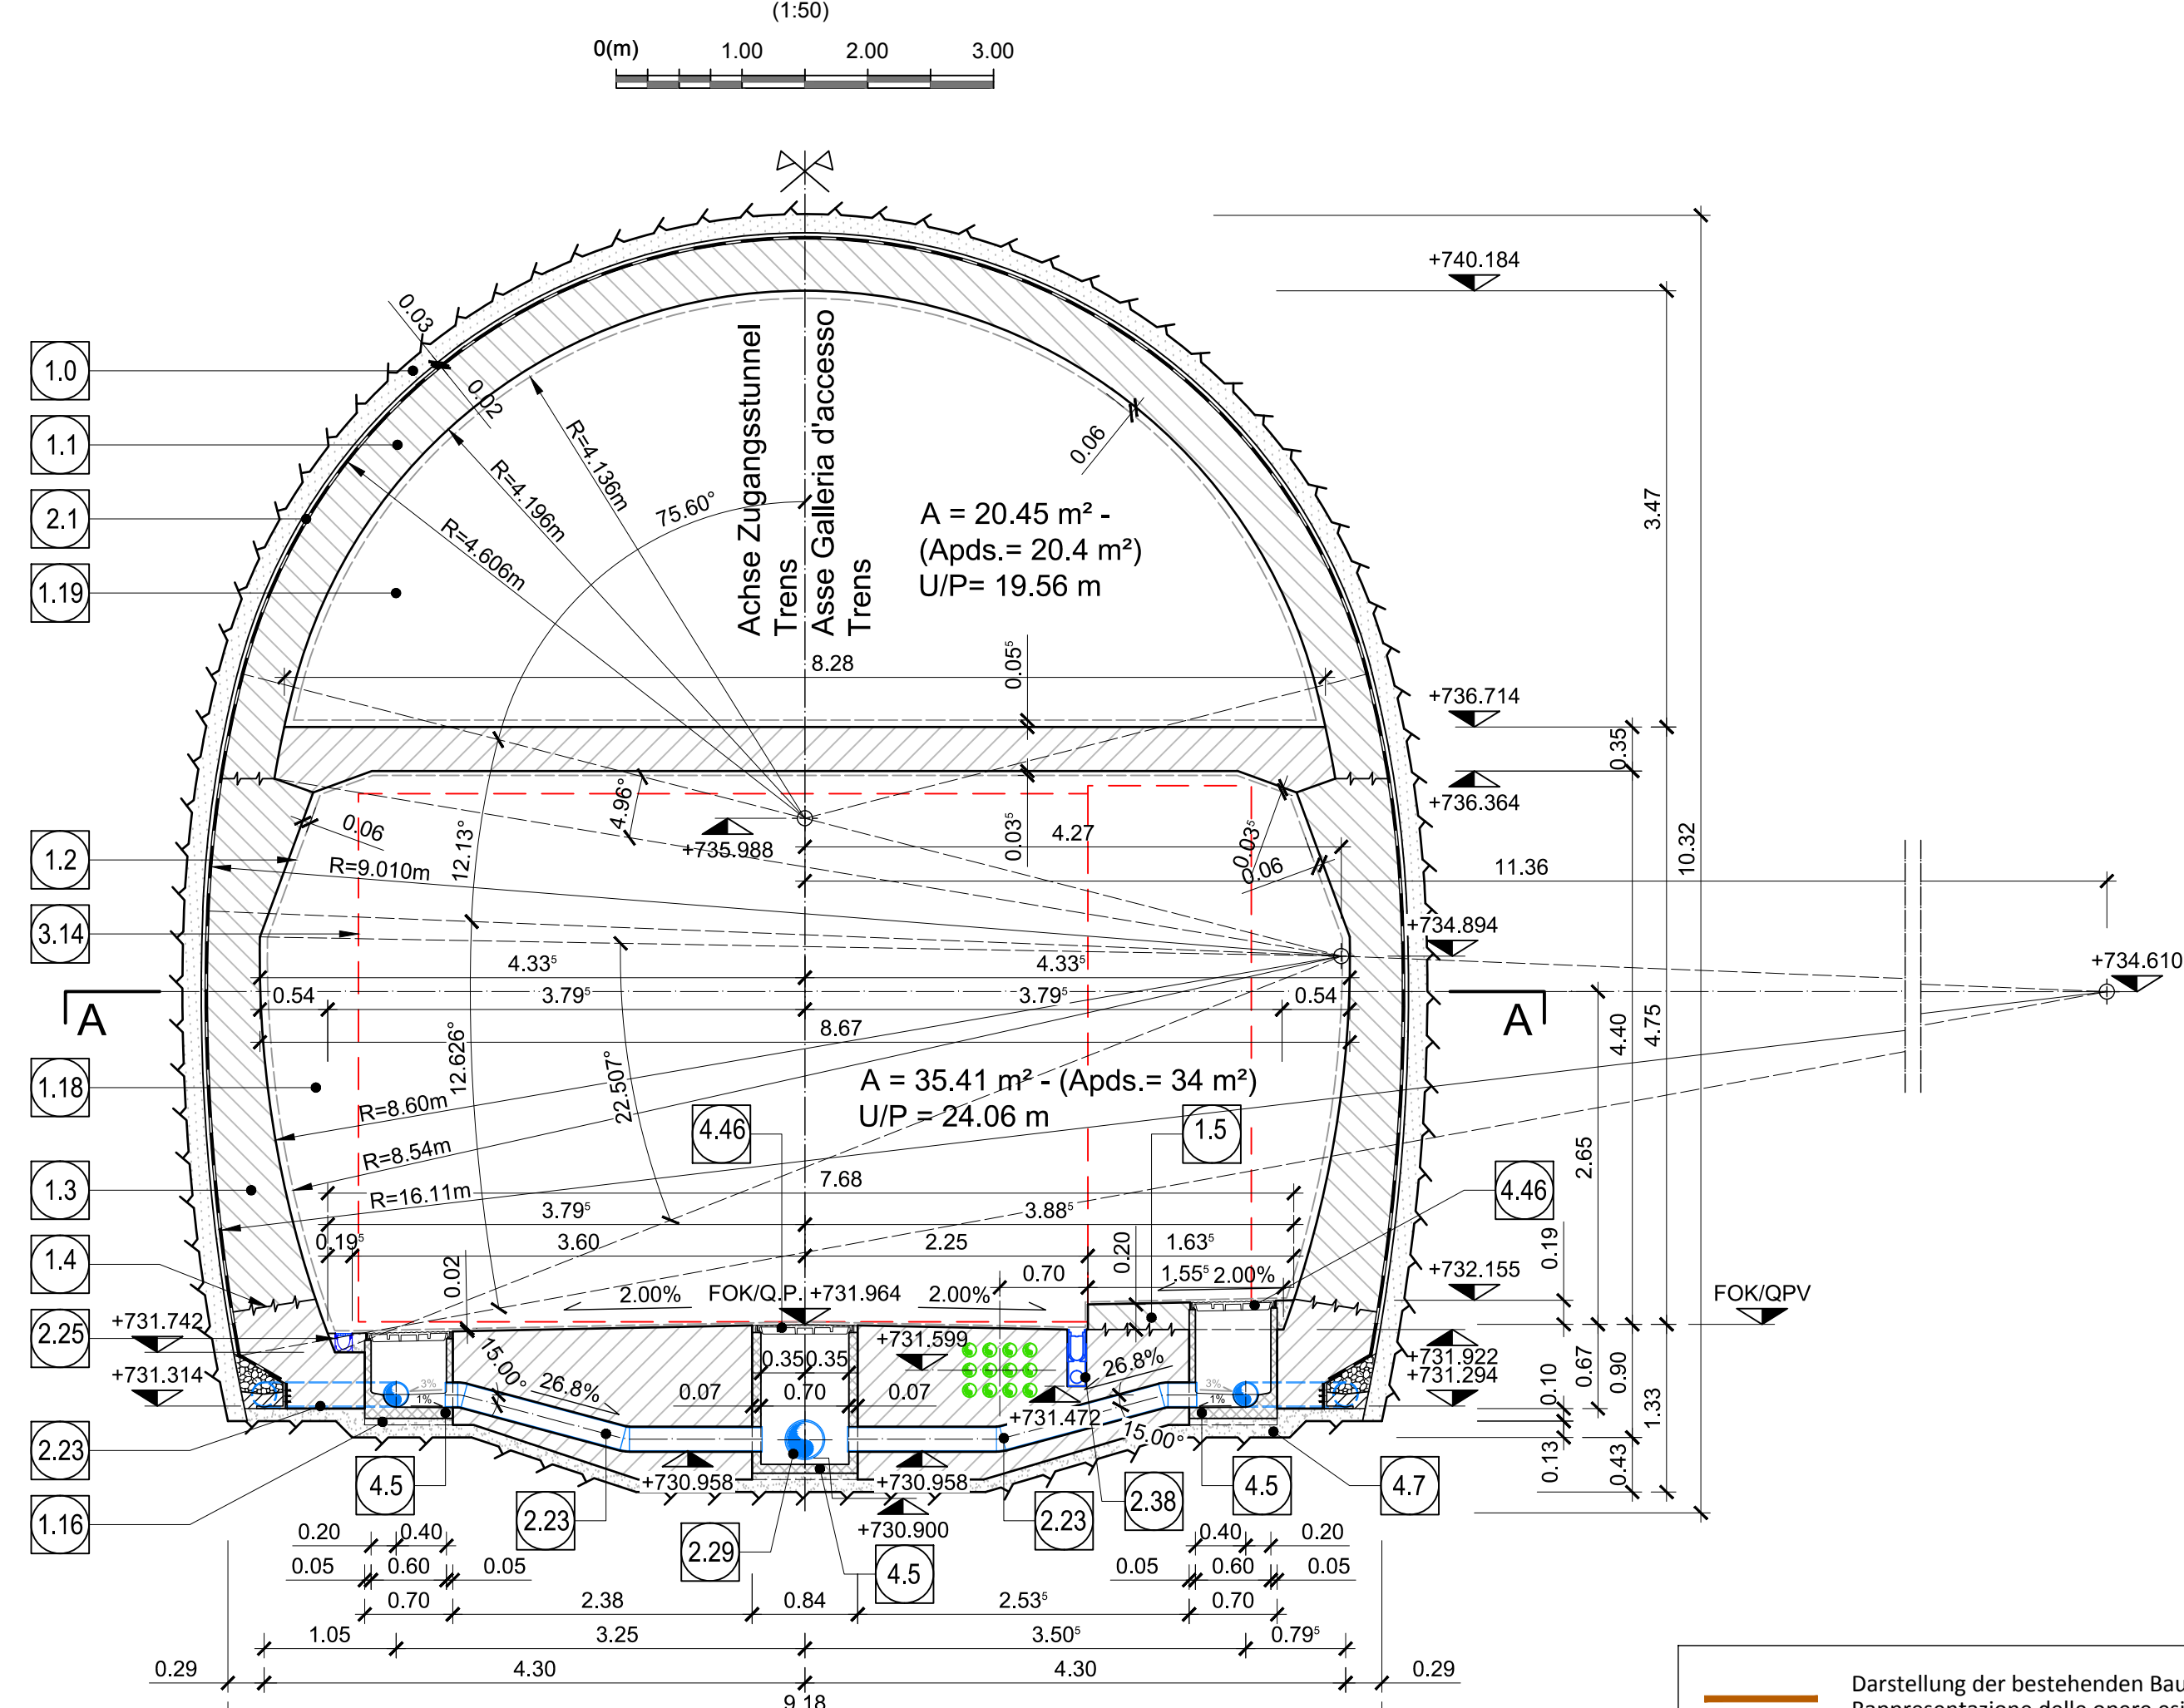 (1:50)
0(m) 1.00 2.00 3.00
+740.184
0.03
1.0
0.02
1.1
R=4.136m
R=4.196m
R=4.606m
0.06
75.60°
Achse Zugangsstunnel
Trens
Asse Galleria d'accesso
Trens
A = 20.45 m² -
(Apds.= 20.4 m²)
U/P= 19.56 m
2.1
1.19
3.47
8.28
0.05⁵
+736.714
0.35
+736.364
4.96°
0.03⁵
0.03⁵
0.06
0.06
12.13°
+735.988
4.27
10.32
11.36
1.2
R=9.010m
3.14
+734.894
+734.610
4.33⁵ 4.33⁵
0.54 3.79⁵ 3.79⁵ 0.54
A A
8.67
4.40
4.75
12.626°
22.507°
1.18
A = 35.41 m² - (Apds.= 34 m²)
U/P = 24.06 m
R=8.60m
R=8.54m
R=16.11m
4.46
1.5
4.46
2.65
1.3
7.68
3.79⁵ 3.88⁵
0.19⁵ 3.60 2.25 0.20 1.63⁵
0.19
1.4
0.02
0.70 1.55⁵ 2.00%
+732.155
2.00% FOK/Q.P. +731.964 2.00%
FOK/QPV
2.25
+731.742
+731.599
+731.922
+731.294
+731.314
15.00°
26.8%
0.35 0.35
0.07 0.70 0.07
26.8%
3%
1%
3%
1%
+731.472
15.00°
0.10
0.67
0.90
1.33
0.13
0.43
2.23
1.16
4.5
+730.958 +730.958
2.23
2.29
+730.900
4.5
2.23
2.38
4.5
4.7
0.20 0.40 0.40 0.20
0.05 0.60 0.05 0.05 0.60 0.05
0.70 2.38 0.84 2.53⁵ 0.70
1.05 3.25 3.50⁵ 0.79⁵
0.29 4.30 4.30 0.29
9.18
Darstellung der bestehenden Bau